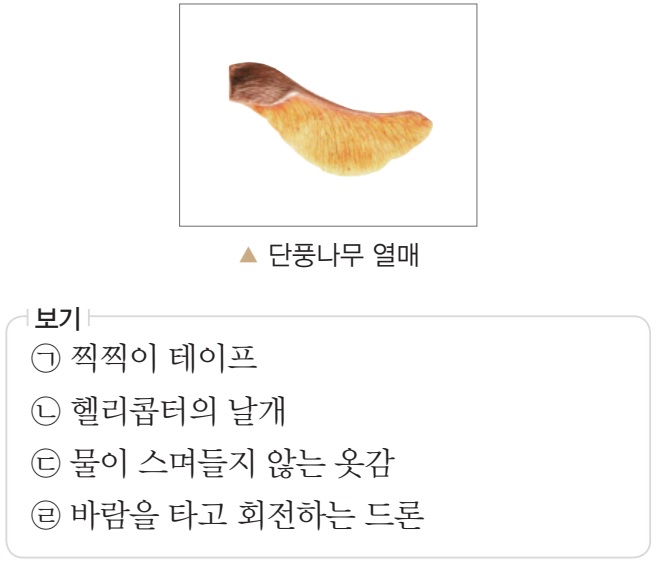 ▲ 단풍나무 열매
보기
㉠ 찍찍이 테이프
㉡ 헬리콥터의 날개
㉢ 물이 스며들지 않는 옷감
㉣ 바람을 타고 회전하는 드론